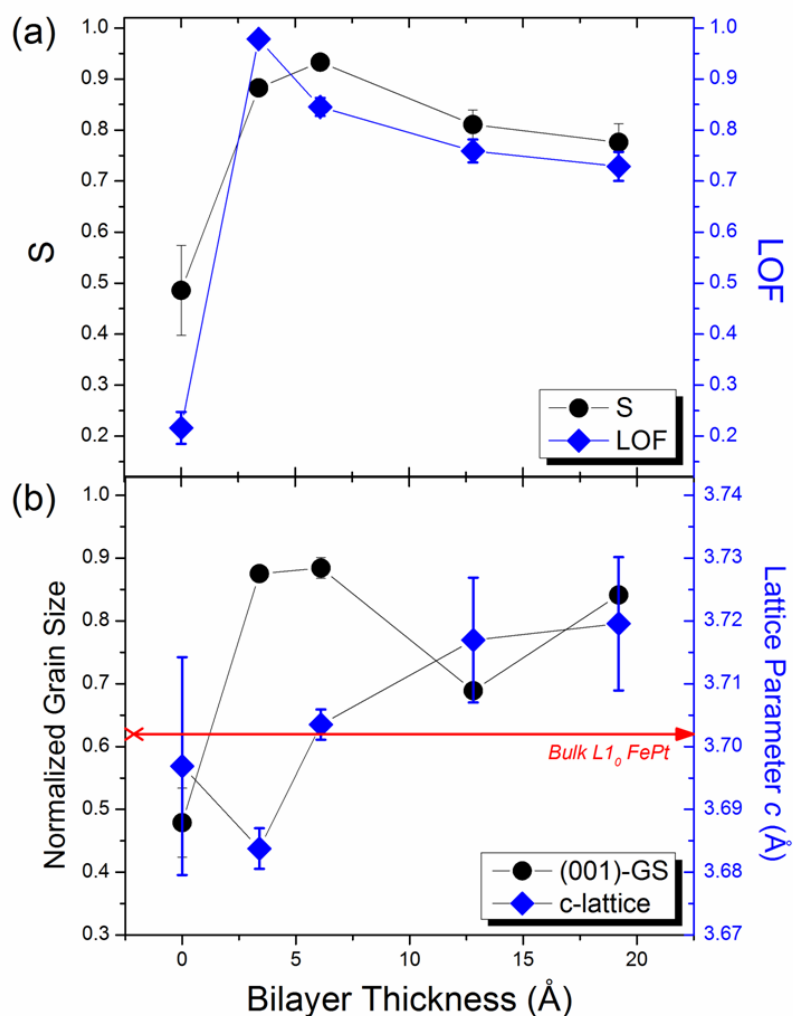 (a)
1.0
0.9
0.8
0.7
0.6
0.5
0.4
0.3
0.2
S
1.0
0.9
0.8
0.7
0.6
0.5
0.4
0.3
0.2
LOF
S
LOF
(b)
1.0
0.9
0.8
0.7
0.6
0.5
0.4
0.3
Normalized Grain Size
3.74
3.73
3.72
3.71
3.70
3.69
3.68
3.67
Lattice Parameter c (Å)
Bulk L1₀ FePt
(001)-GS
c-lattice
0 5 10 15 20
Bilayer Thickness (Å)